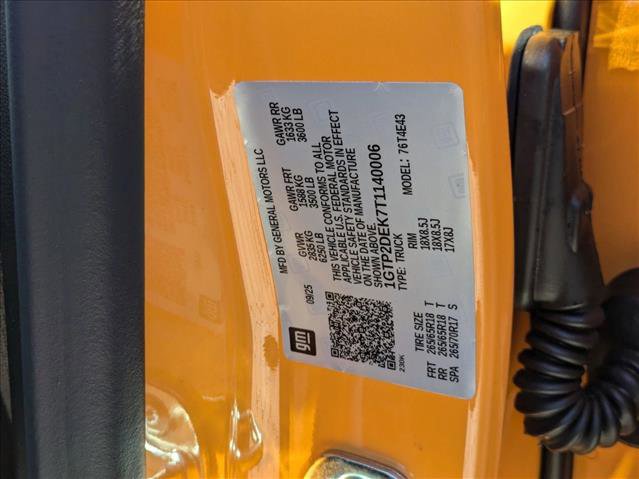 MFD BY GENERAL MOTORS LLC
09/25 GVWR GAWR FRT GAWR RR
2835 KG 1588 KG 1633 KG
6250 LB 3500 LB 3600 LB
THIS VEHICLE CONFORMS TO ALL
APPLICABLE U.S. FEDERAL MOTOR
VEHICLE SAFETY STANDARDS IN EFFECT
ON THE DATE OF MANUFACTURE
SHOWN ABOVE.
1GTP2DEK7T1140006
TYPE: TRUCK MODEL: 76T4E43
gm
230K
TIRE SIZE RIM
FRT 265/65R18 T 18X8.5J
RR 265/65R18 T 18X8.5J
SPA 265/70R17 S 17X8J